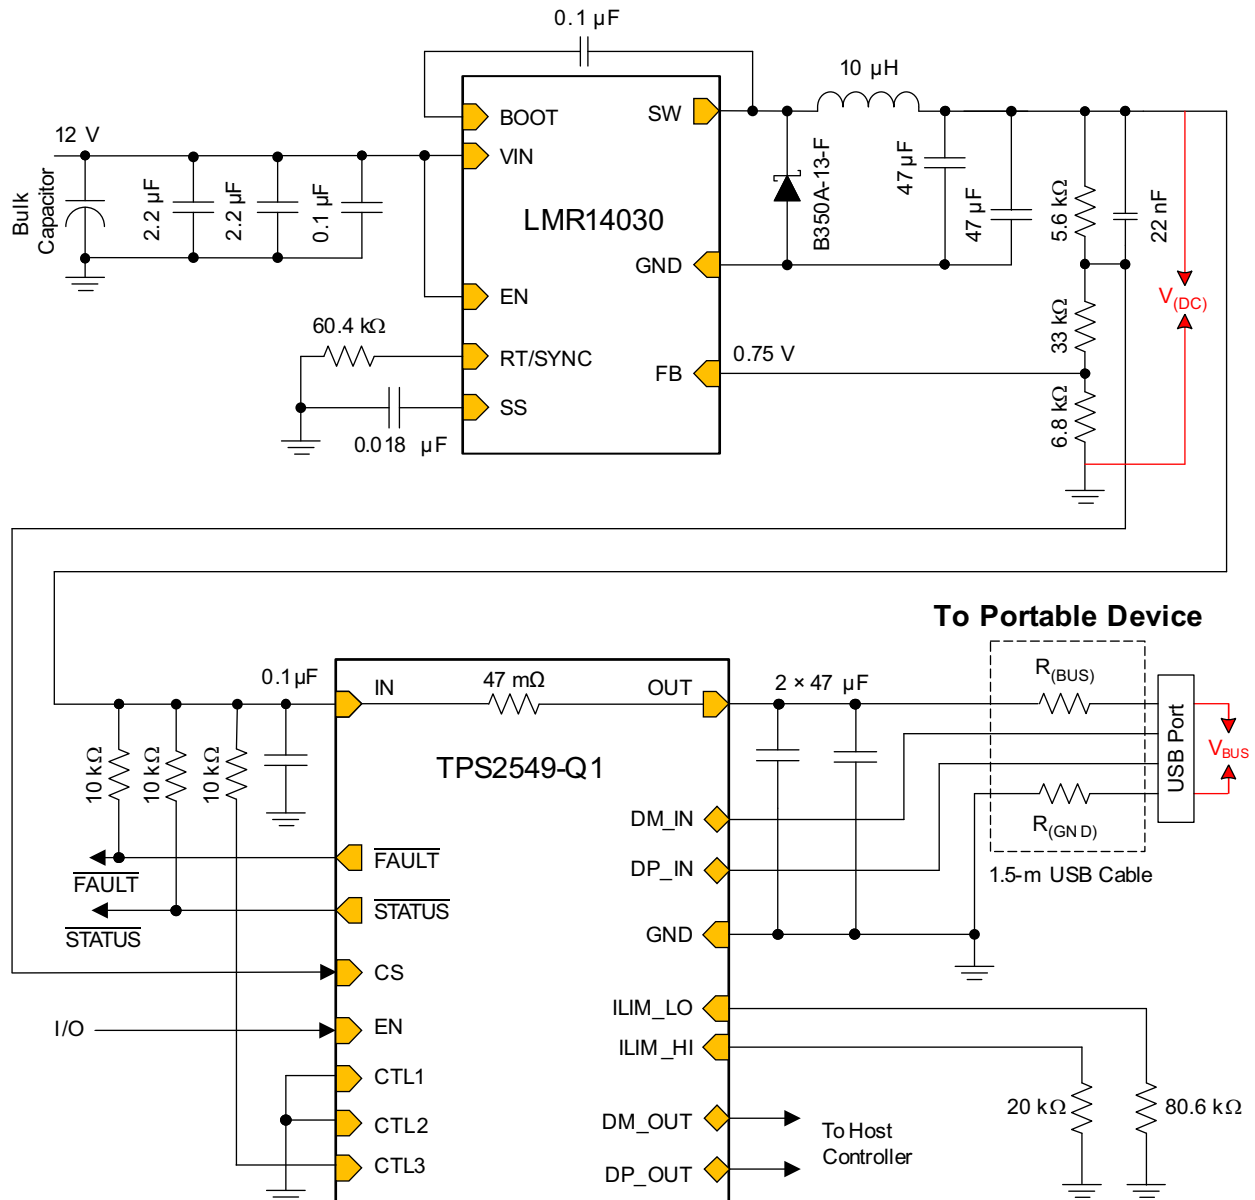 0.1 µF
10 µH
BOOT
SW
12 V
VIN
Bulk
Capacitor
2.2 µF
2.2 µF
0.1 µF
LMR14030
B350A-13-F
47 µF
47 µF
5.6 kΩ
22 nF
GND
EN
V(DC)
60.4 kΩ
RT/SYNC
33 kΩ
0.75 V
FB
SS
0.018 µF
6.8 kΩ
To Portable Device
0.1 µF
IN
47 mΩ
OUT
2 × 47 µF
R(BUS)
10 kΩ
10 kΩ
10 kΩ
TPS2549-Q1
USB Port
VBUS
DM_IN
R(GND)
FAULT
FAULT
DP_IN
1.5-m USB Cable
STATUS
STATUS
GND
CS
ILIM_LO
I/O
EN
ILIM_HI
CTL1
20 kΩ
80.6 kΩ
CTL2
DM_OUT
To Host
Controller
CTL3
DP_OUT